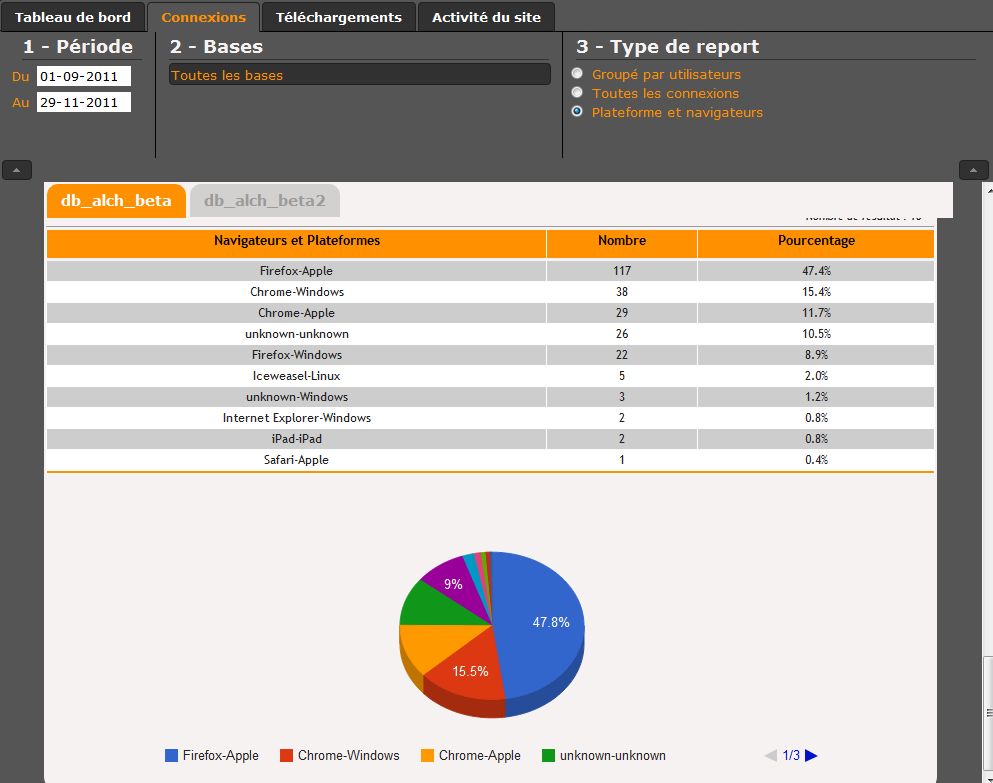 Tableau de bord Connexions Téléchargements Activité du site
1 - Période
Du 01-09-2011
Au 29-11-2011
2 - Bases
Toutes les bases
3 - Type de report
Groupé par utilisateurs
Toutes les connexions
Plateforme et navigateurs
db_alch_beta db_alch_beta2
Navigateurs et Plateformes Nombre Pourcentage
Firefox-Apple 117 47.4%
Chrome-Windows 38 15.4%
Chrome-Apple 29 11.7%
unknown-unknown 26 10.5%
Firefox-Windows 22 8.9%
Iceweasel-Linux 5 2.0%
unknown-Windows 3 1.2%
Internet Explorer-Windows 2 0.8%
iPad-iPad 2 0.8%
Safari-Apple 1 0.4%
9%
47.8%
15.5%
Firefox-Apple Chrome-Windows Chrome-Apple unknown-unknown 1/3